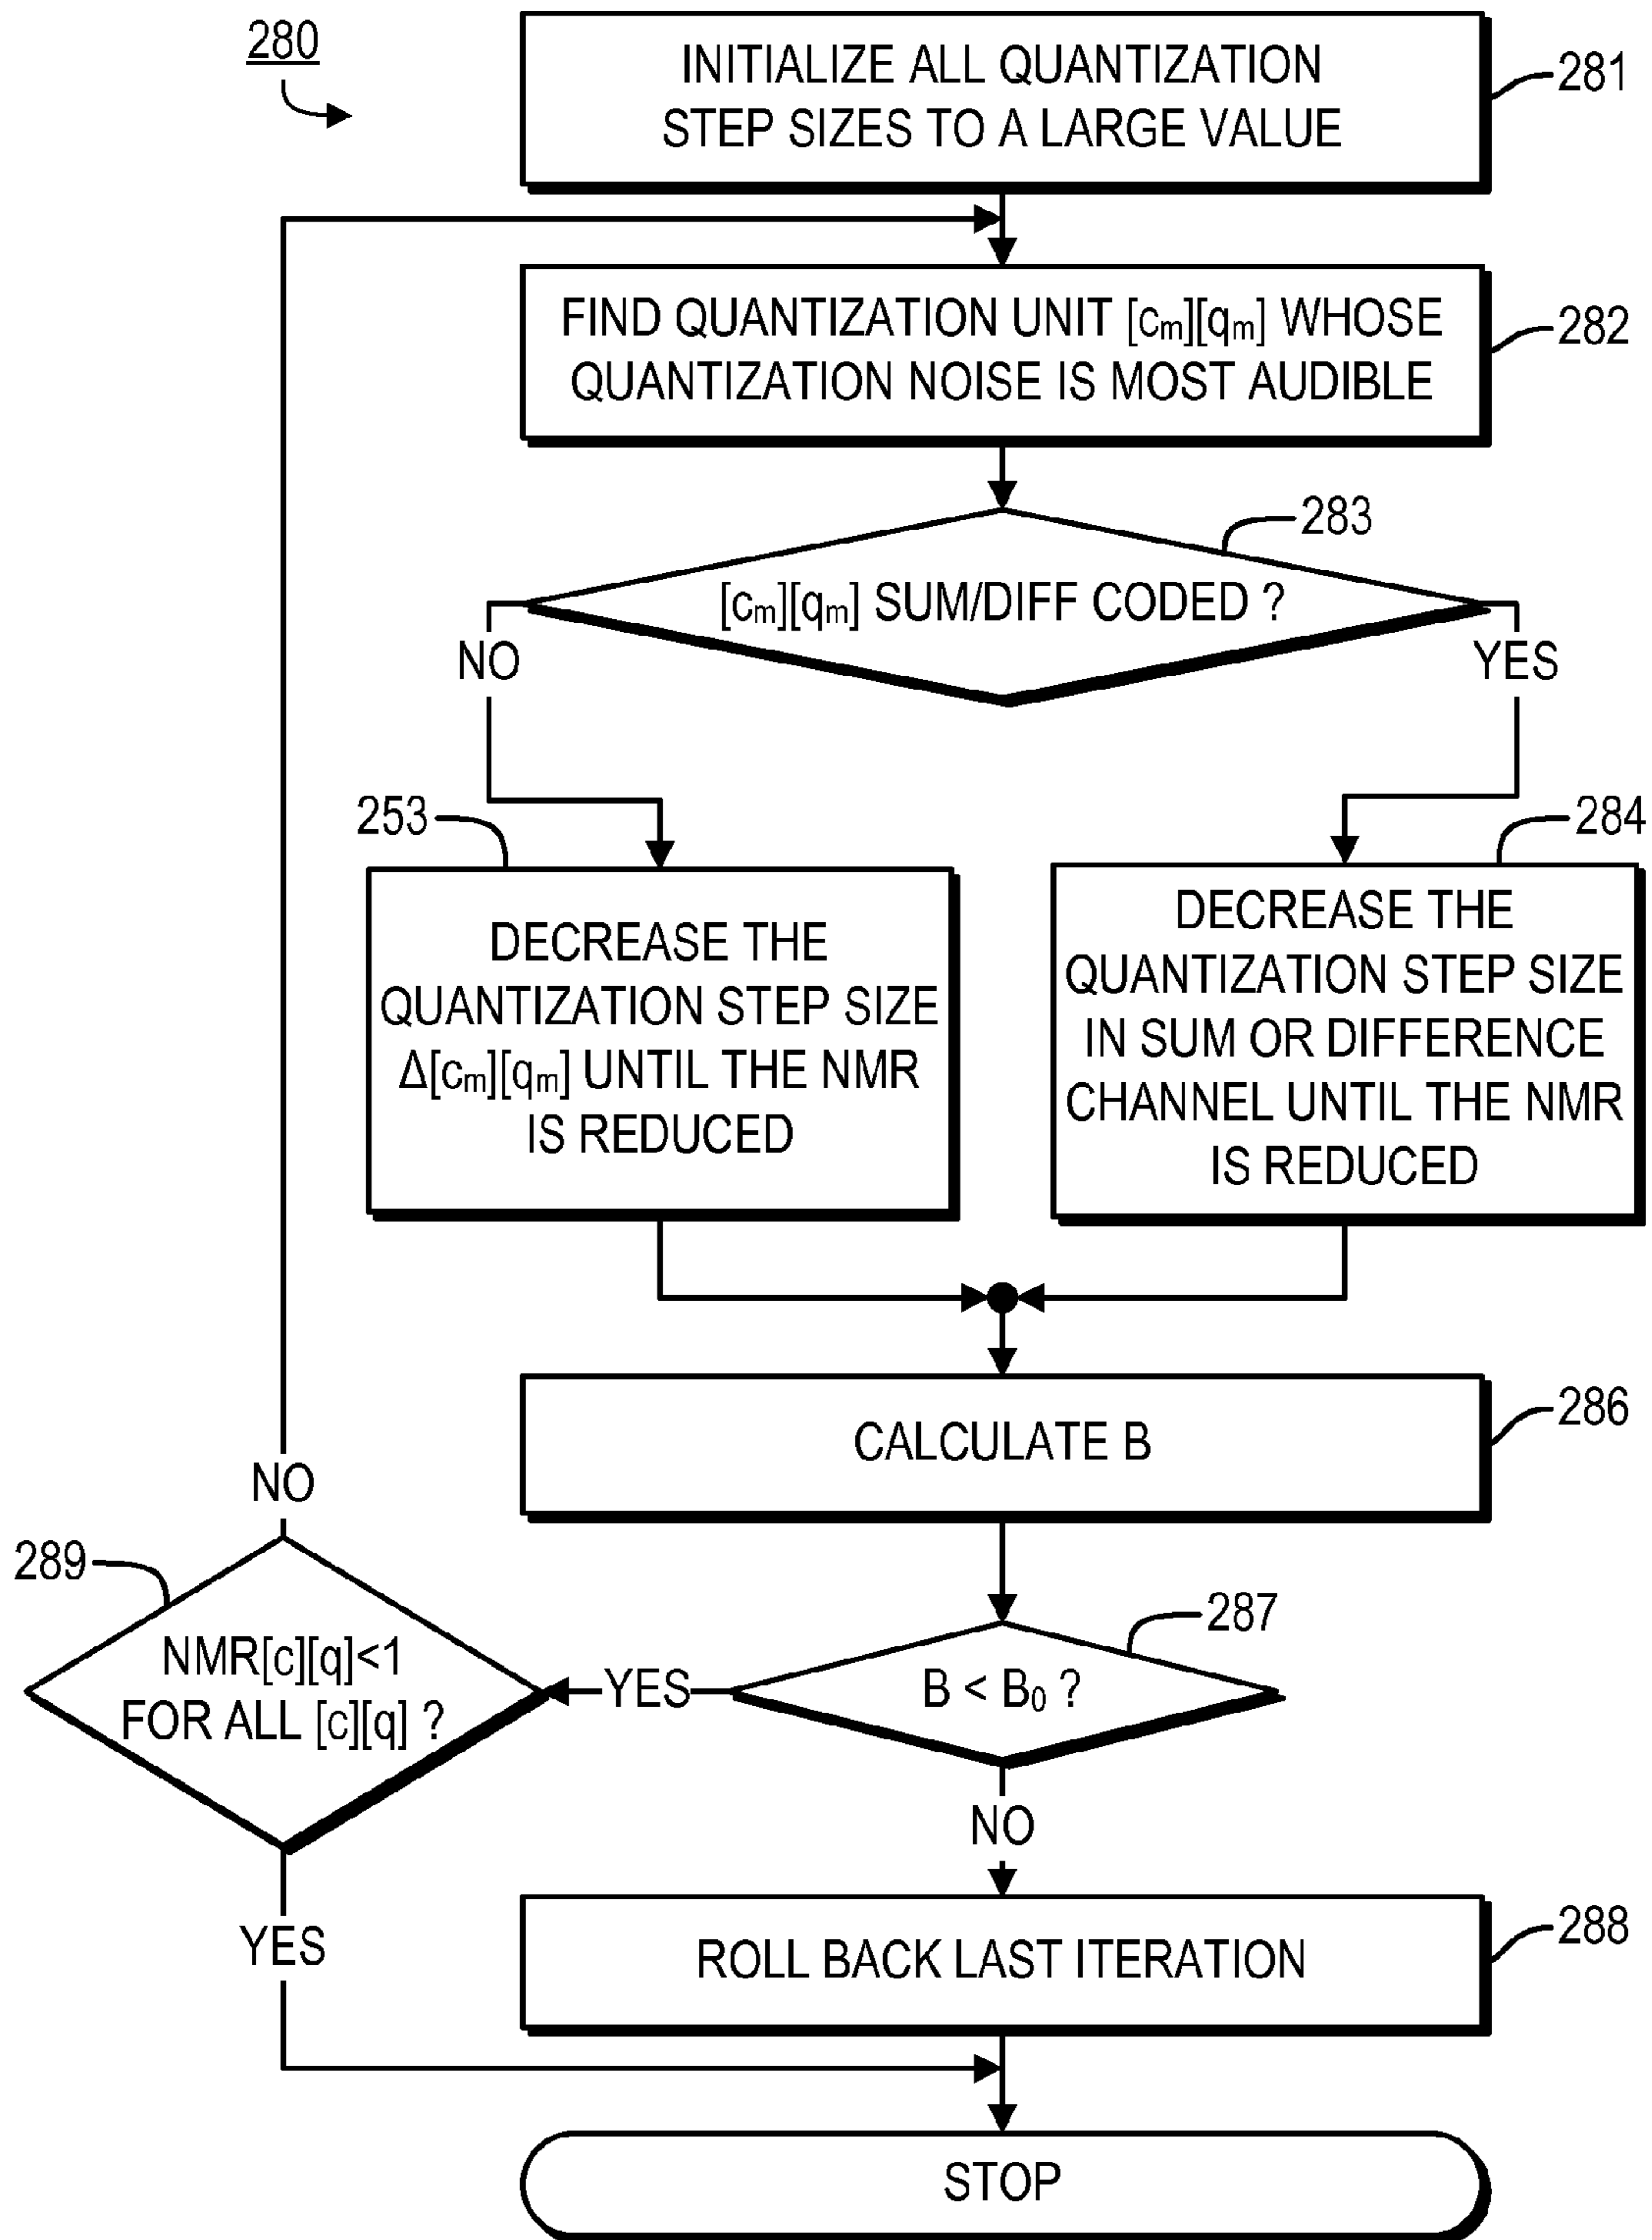 280
INITIALIZE ALL QUANTIZATION
STEP SIZES TO A LARGE VALUE
281
FIND QUANTIZATION UNIT [cm][qm] WHOSE
QUANTIZATION NOISE IS MOST AUDIBLE
282
283
[cm][qm] SUM/DIFF CODED ?
NO
YES
253
284
DECREASE THE
QUANTIZATION STEP SIZE
Δ[cm][qm] UNTIL THE NMR
IS REDUCED
DECREASE THE
QUANTIZATION STEP SIZE
IN SUM OR DIFFERENCE
CHANNEL UNTIL THE NMR
IS REDUCED
CALCULATE B
286
NO
289
287
NMR[c][q]<1
FOR ALL [c][q] ?
YES
B < B0 ?
NO
YES
ROLL BACK LAST ITERATION
288
STOP